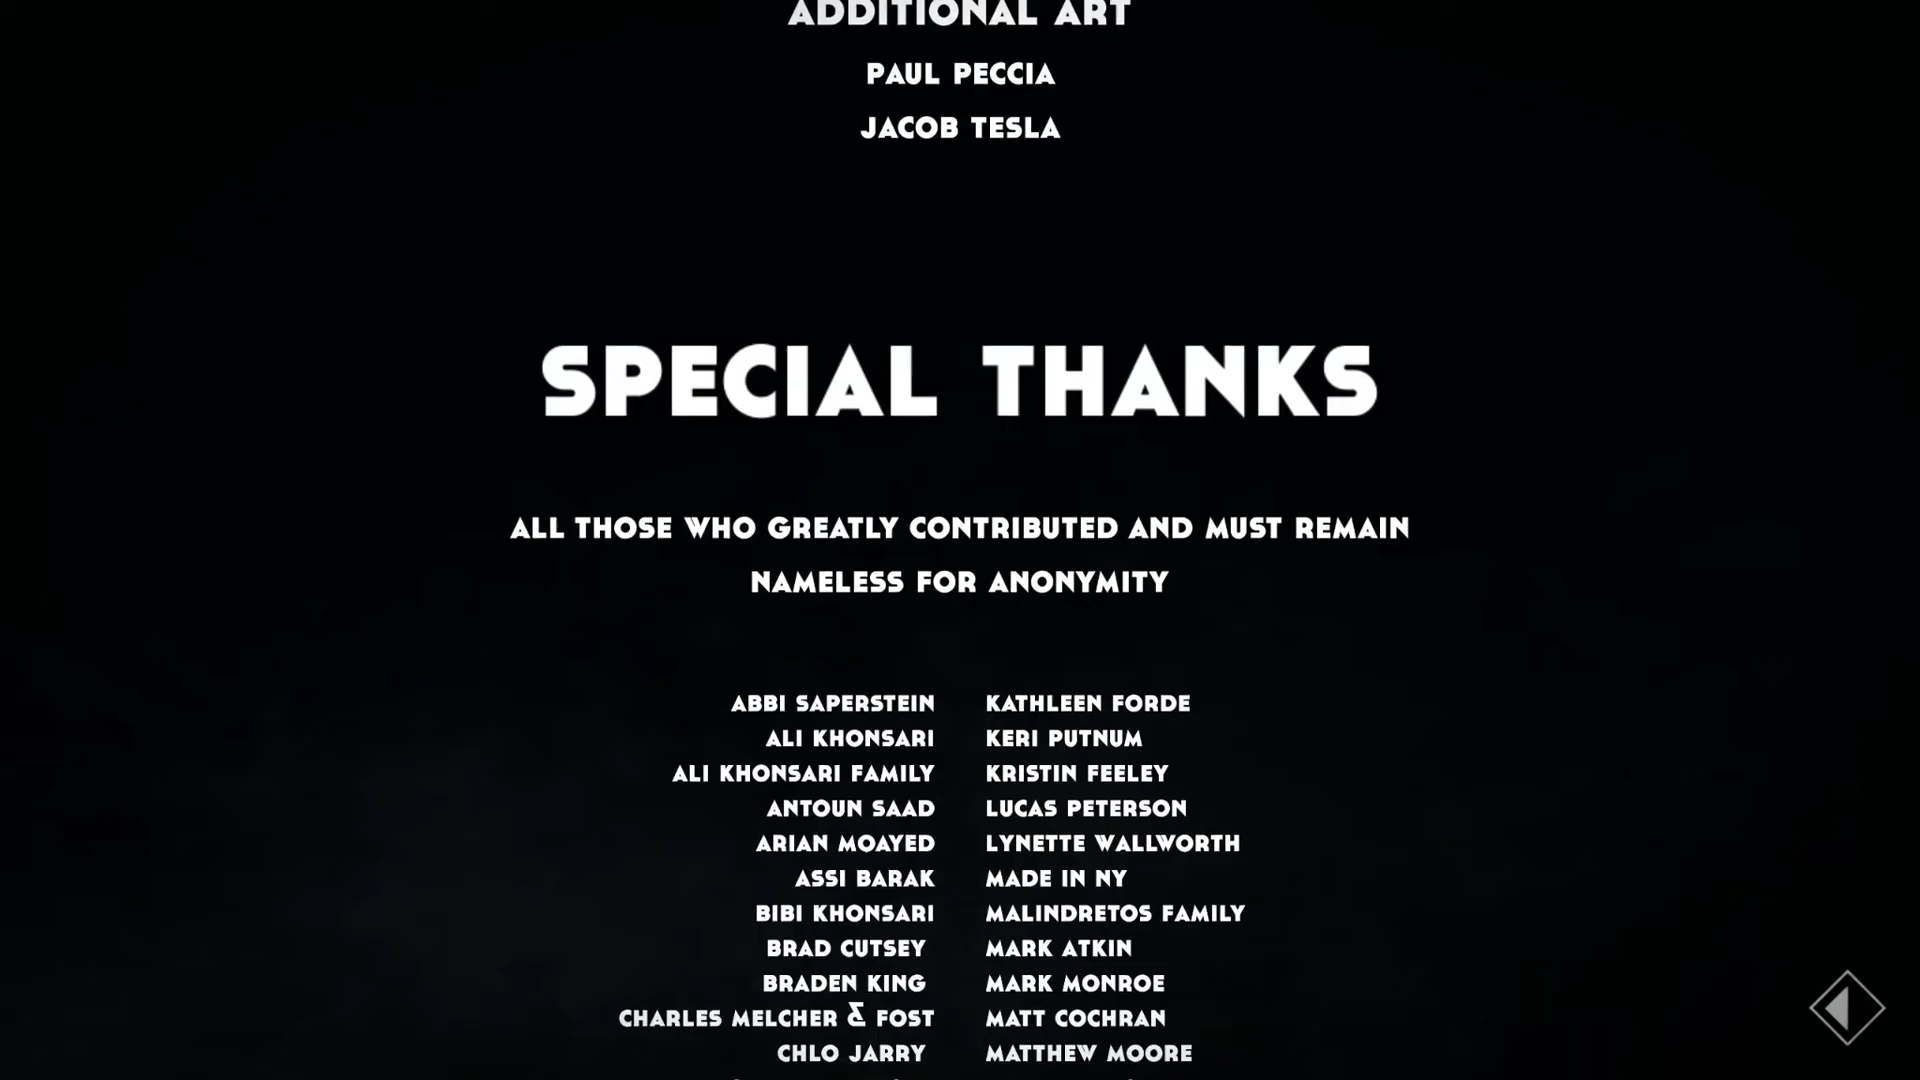 ADDITIONAL ART
PAUL PECCIA
JACOB TESLA
SPECIAL THANKS
ALL THOSE WHO GREATLY CONTRIBUTED AND MUST REMAIN
NAMELESS FOR ANONYMITY
ABBI SAPERSTEIN KATHLEEN FORDE
ALI KHONSARI KERI PUTNUM
ALI KHONSARI FAMILY KRISTIN FEELEY
ANTOUN SAAD LUCAS PETERSON
ARIAN MOAYED LYNETTE WALLWORTH
ASSI BARAK MADE IN NY
BIBI KHONSARI MALINDRETOS FAMILY
BRAD CUTSEY MARK ATKIN
BRADEN KING MARK MONROE
CHARLES MELCHER & FOST MATT COCHRAN
CHLO JARRY MATTHEW MOORE